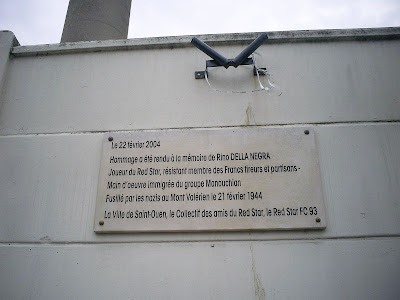 Le 22 février 2004
Hommage a été rendu à la mémoire de Rino DELLA NEGRA
Joueur du Red Star, résistant membre des Francs tireurs et partisans -
Main d'oeuvre immigrée du groupe Manouchian
Fusillé par les nazis au Mont Valérien le 21 février 1944
La Ville de Saint-Ouen, le Collectif des amis du Red Star, le Red Star FC 93